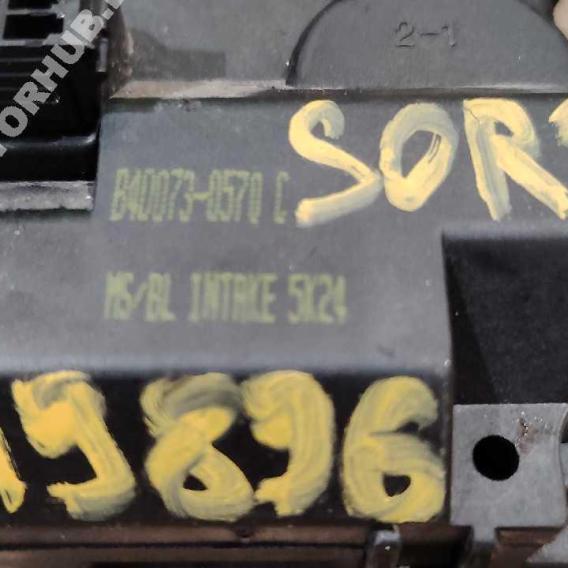 2-1
SOR
B40073-0570 C
MS/BL INTAKE 5X24
19896